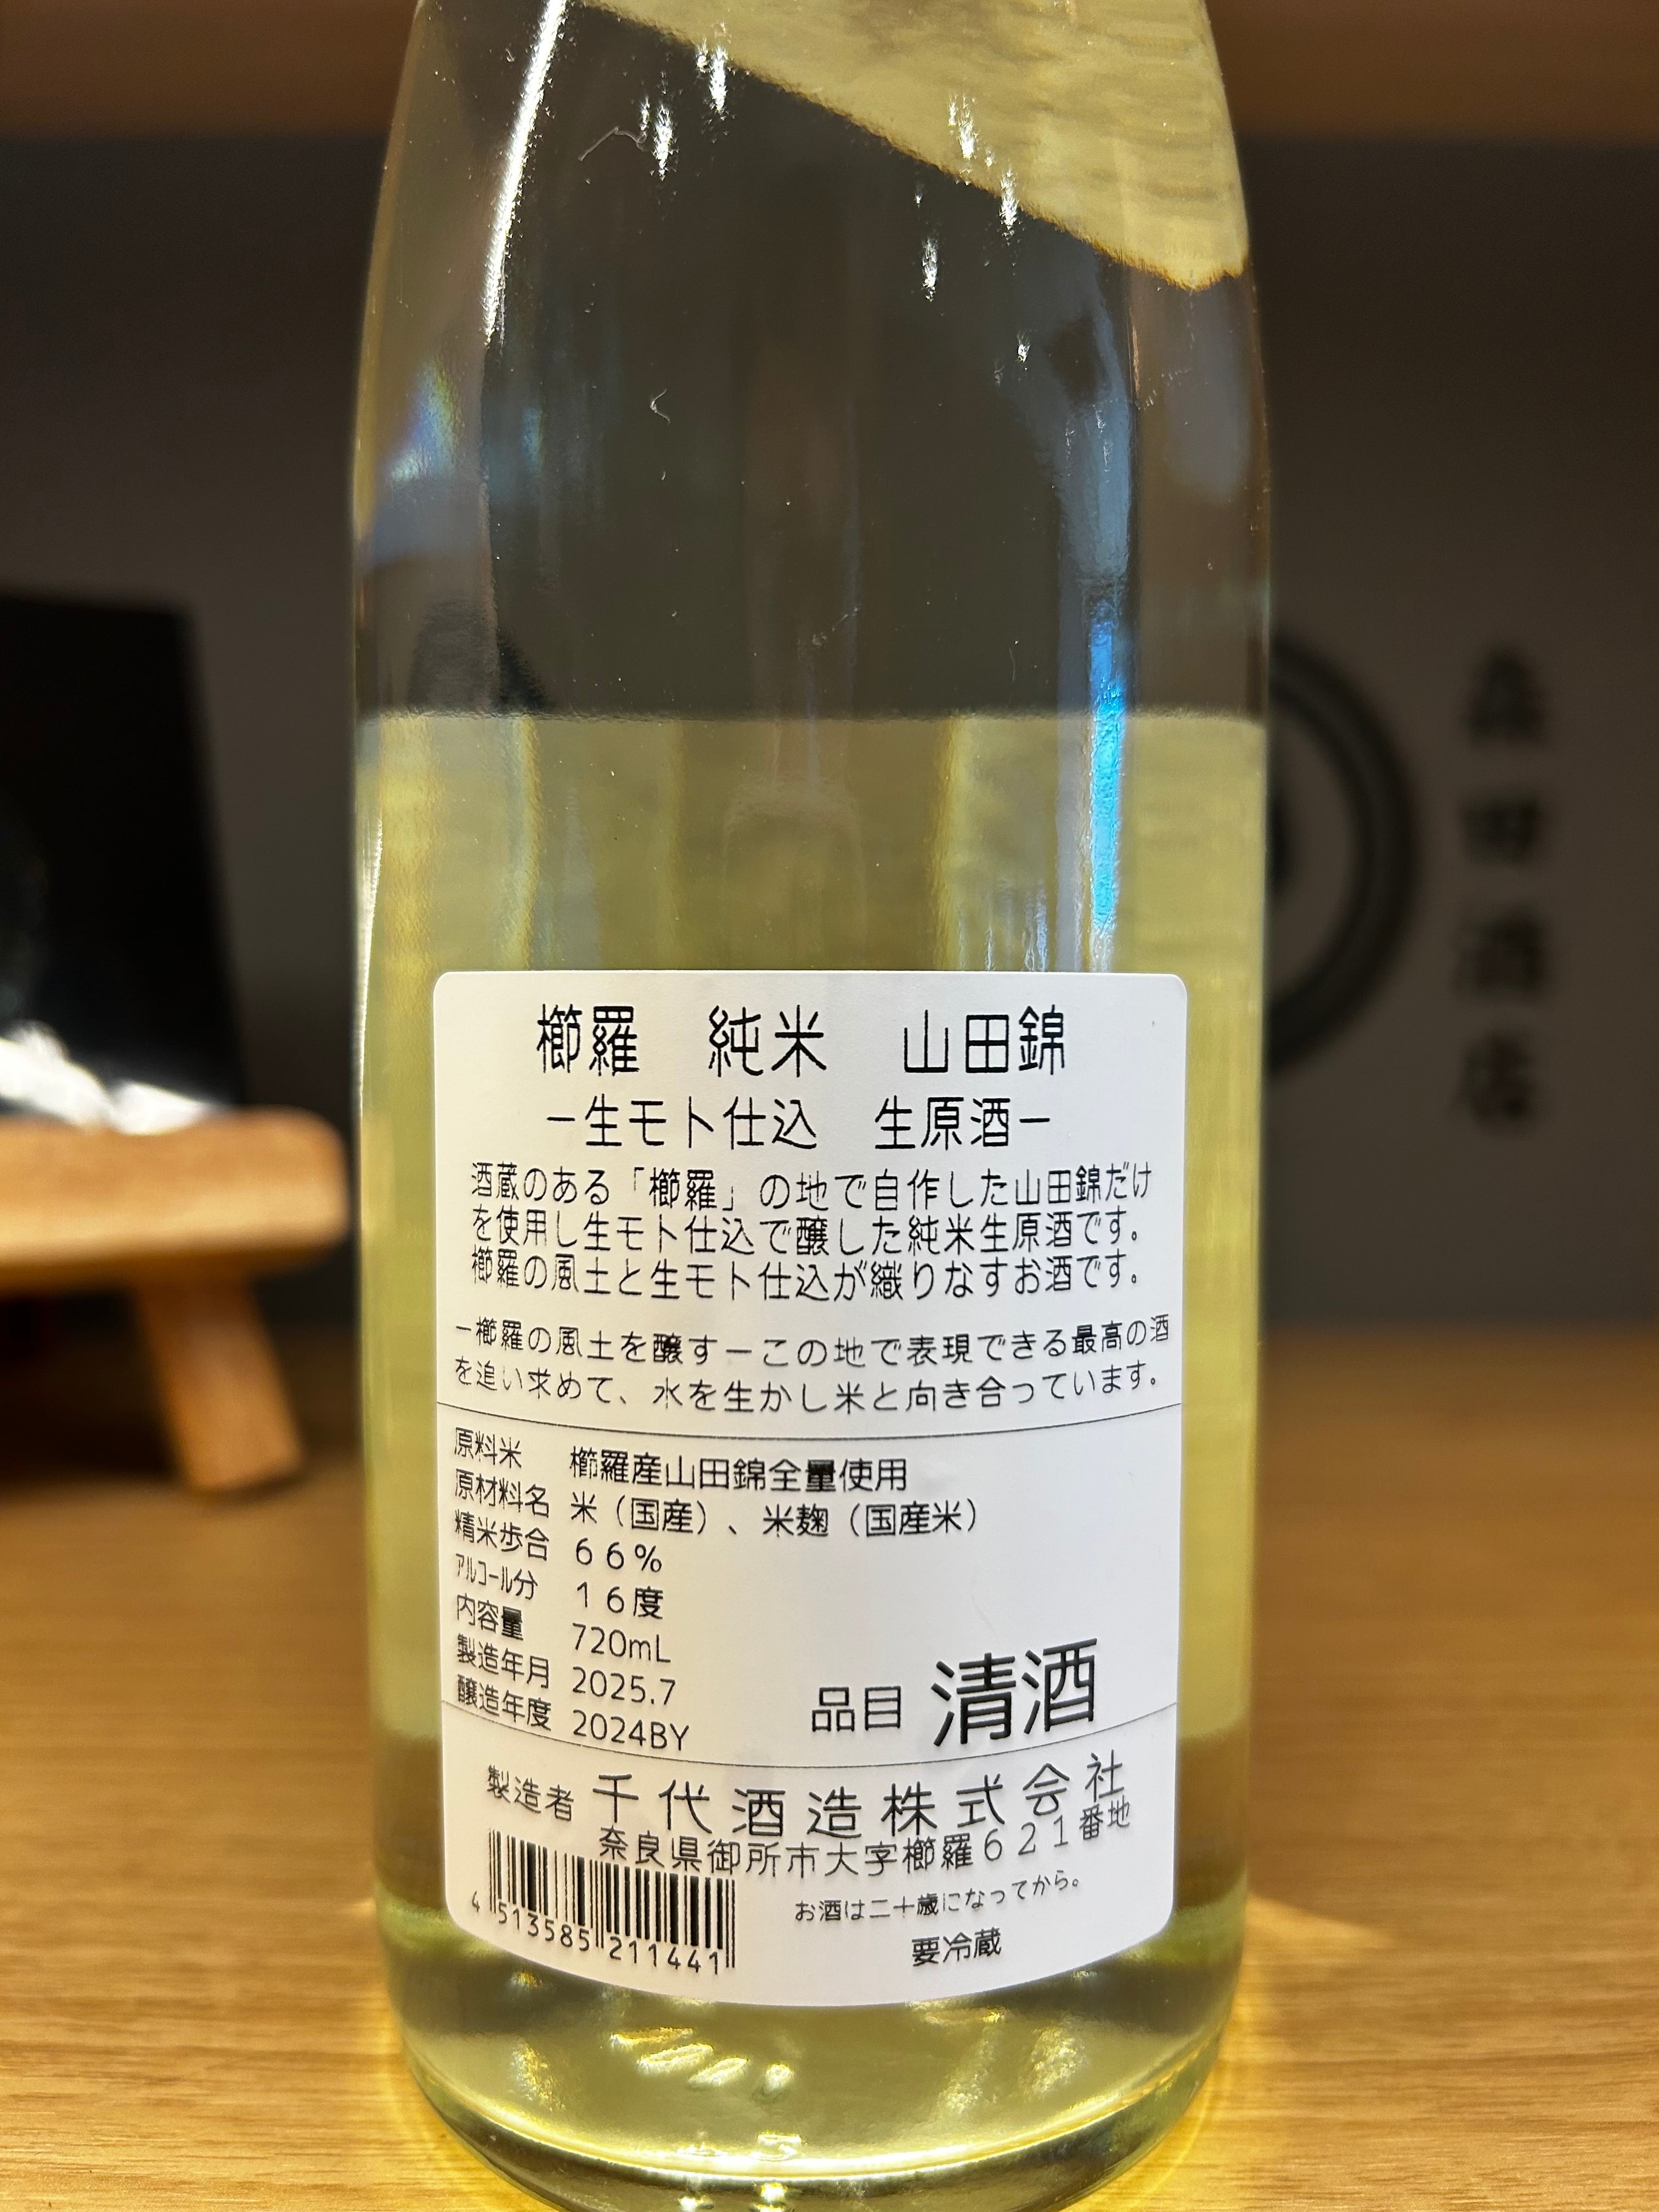 櫛羅　純米　山田錦
－生モト仕込　生原酒－
酒蔵のある「櫛羅」の地で自作した山田錦だけ
を使用し生モト仕込で醸した純米生原酒です。
櫛羅の風土と生モト仕込が織りなすお酒です。
－櫛羅の風土を醸す－この地で表現できる最高の酒
を追い求めて、水を生かし米と向き合っています。
原料米　櫛羅産山田錦全量使用
原材料名　米（国産）、米麹（国産米）
精米歩合　６６％
アルコール分　１６度
内容量　720mL
製造年月　2025.7
醸造年度　2024BY
品目　清酒
製造者　千代酒造株式会社
奈良県御所市大字櫛羅６２１番地
4 513585 211441
お酒は二十歳になってから。
要冷蔵